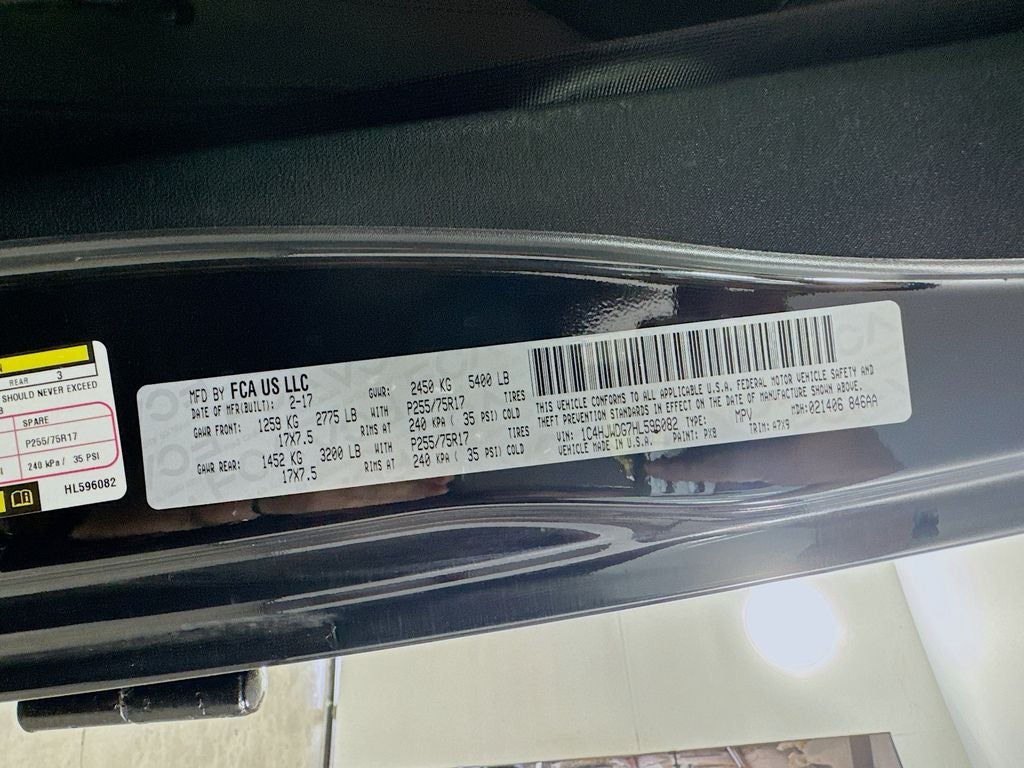 REAR 3
SHOULD NEVER EXCEED
SPARE
P255/75R17
240 kPa / 35 PSI
HL596082
MFD BY FCA US LLC
DATE OF MFR(BUILT): 2-17
GVWR: 2450 KG 5400 LB
GAWR FRONT: 1259 KG 2775 LB WITH P255/75R17 TIRES
17X7.5 RIMS AT 240 KPA ( 35 PSI) COLD
GAWR REAR: 1452 KG 3200 LB WITH P255/75R17 TIRES
17X7.5 RIMS AT 240 KPA ( 35 PSI) COLD
THIS VEHICLE CONFORMS TO ALL APPLICABLE U.S.A. FEDERAL MOTOR VEHICLE SAFETY AND
THEFT PREVENTION STANDARDS IN EFFECT ON THE DATE OF MANUFACTURE SHOWN ABOVE.
VIN: 1C4HJWDG7HL596082 TYPE: MPV MDH: 021406 846AA
VEHICLE MADE IN U.S.A. PAINT: PX8 TRIM: A7X9